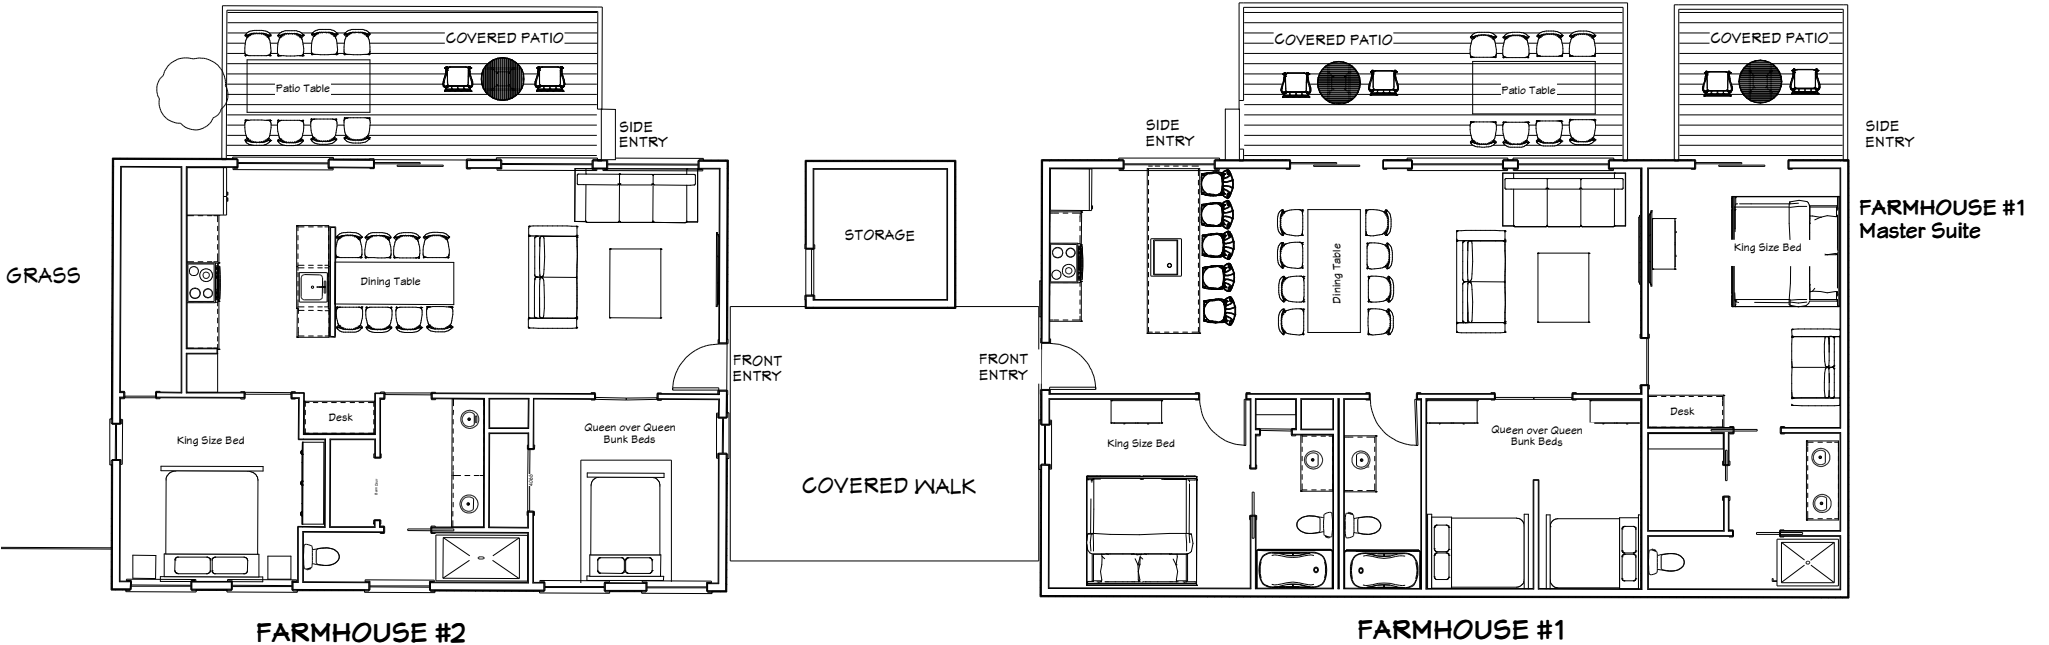 COVERED PATIO
Patio Table
SIDE
ENTRY
GRASS
Dining Table
FRONT
ENTRY
Desk
King Size Bed
Queen over Queen
Bunk Beds
FARMHOUSE #2
STORAGE
COVERED WALK
COVERED PATIO
Patio Table
SIDE
ENTRY
FRONT
ENTRY
Dining Table
King Size Bed
Queen over Queen
Bunk Beds
FARMHOUSE #1
COVERED PATIO
SIDE
ENTRY
FARMHOUSE #1
Master Suite
King Size Bed
Desk